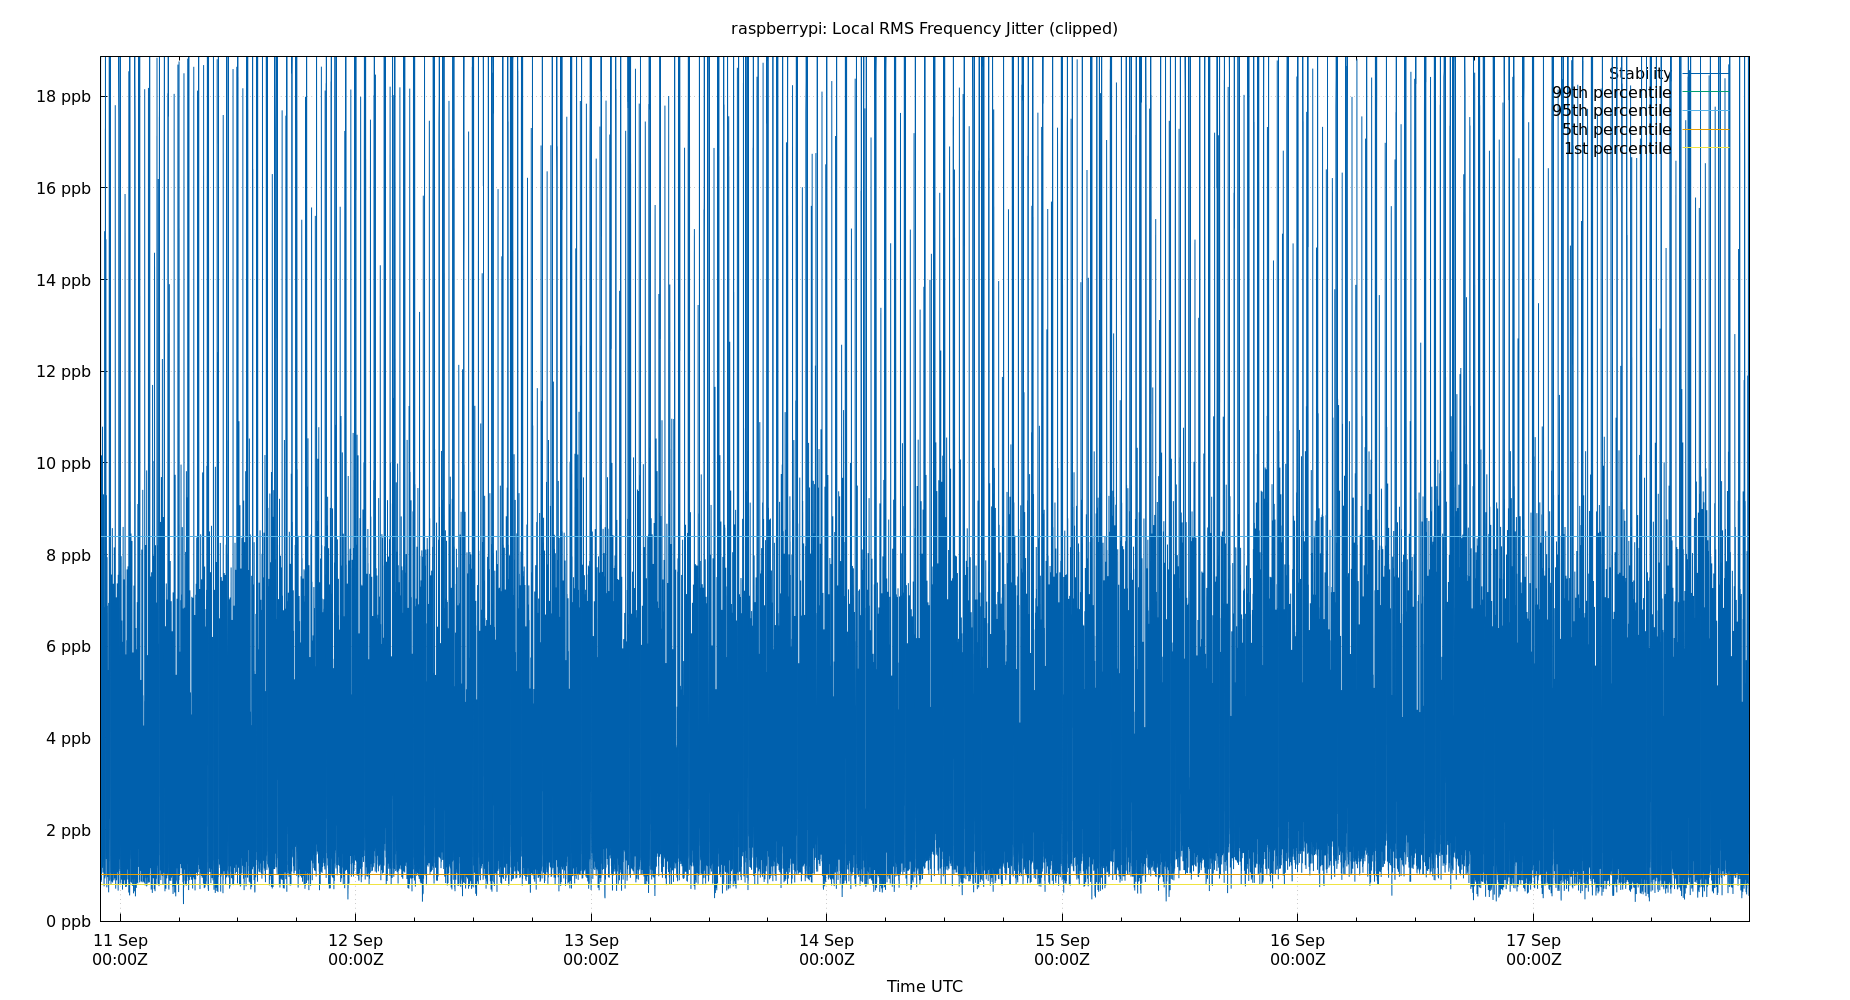 raspberrypi: Local RMS Frequency Jitter (clipped)
Stability
99th percentile
95th percentile
5th percentile
1st percentile
18 ppb
16 ppb
14 ppb
12 ppb
10 ppb
8 ppb
6 ppb
4 ppb
2 ppb
0 ppb
11 Sep 12 Sep 13 Sep 14 Sep 15 Sep 16 Sep 17 Sep
00:00Z 00:00Z 00:00Z 00:00Z 00:00Z 00:00Z 00:00Z
Time UTC